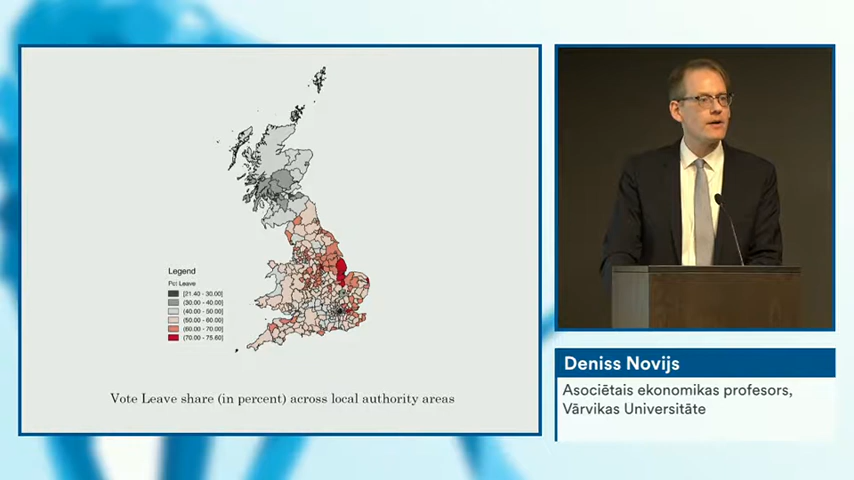 Legend
Pct Leave
[21.40 - 30.00]
(30.00 - 40.00]
(40.00 - 50.00]
(50.00 - 60.00]
(60.00 - 70.00]
(70.00 - 75.60]
Vote Leave share (in percent) across local authority areas
Deniss Novijs
Asociētais ekonomikas profesors,
Vārvikas Universitāte